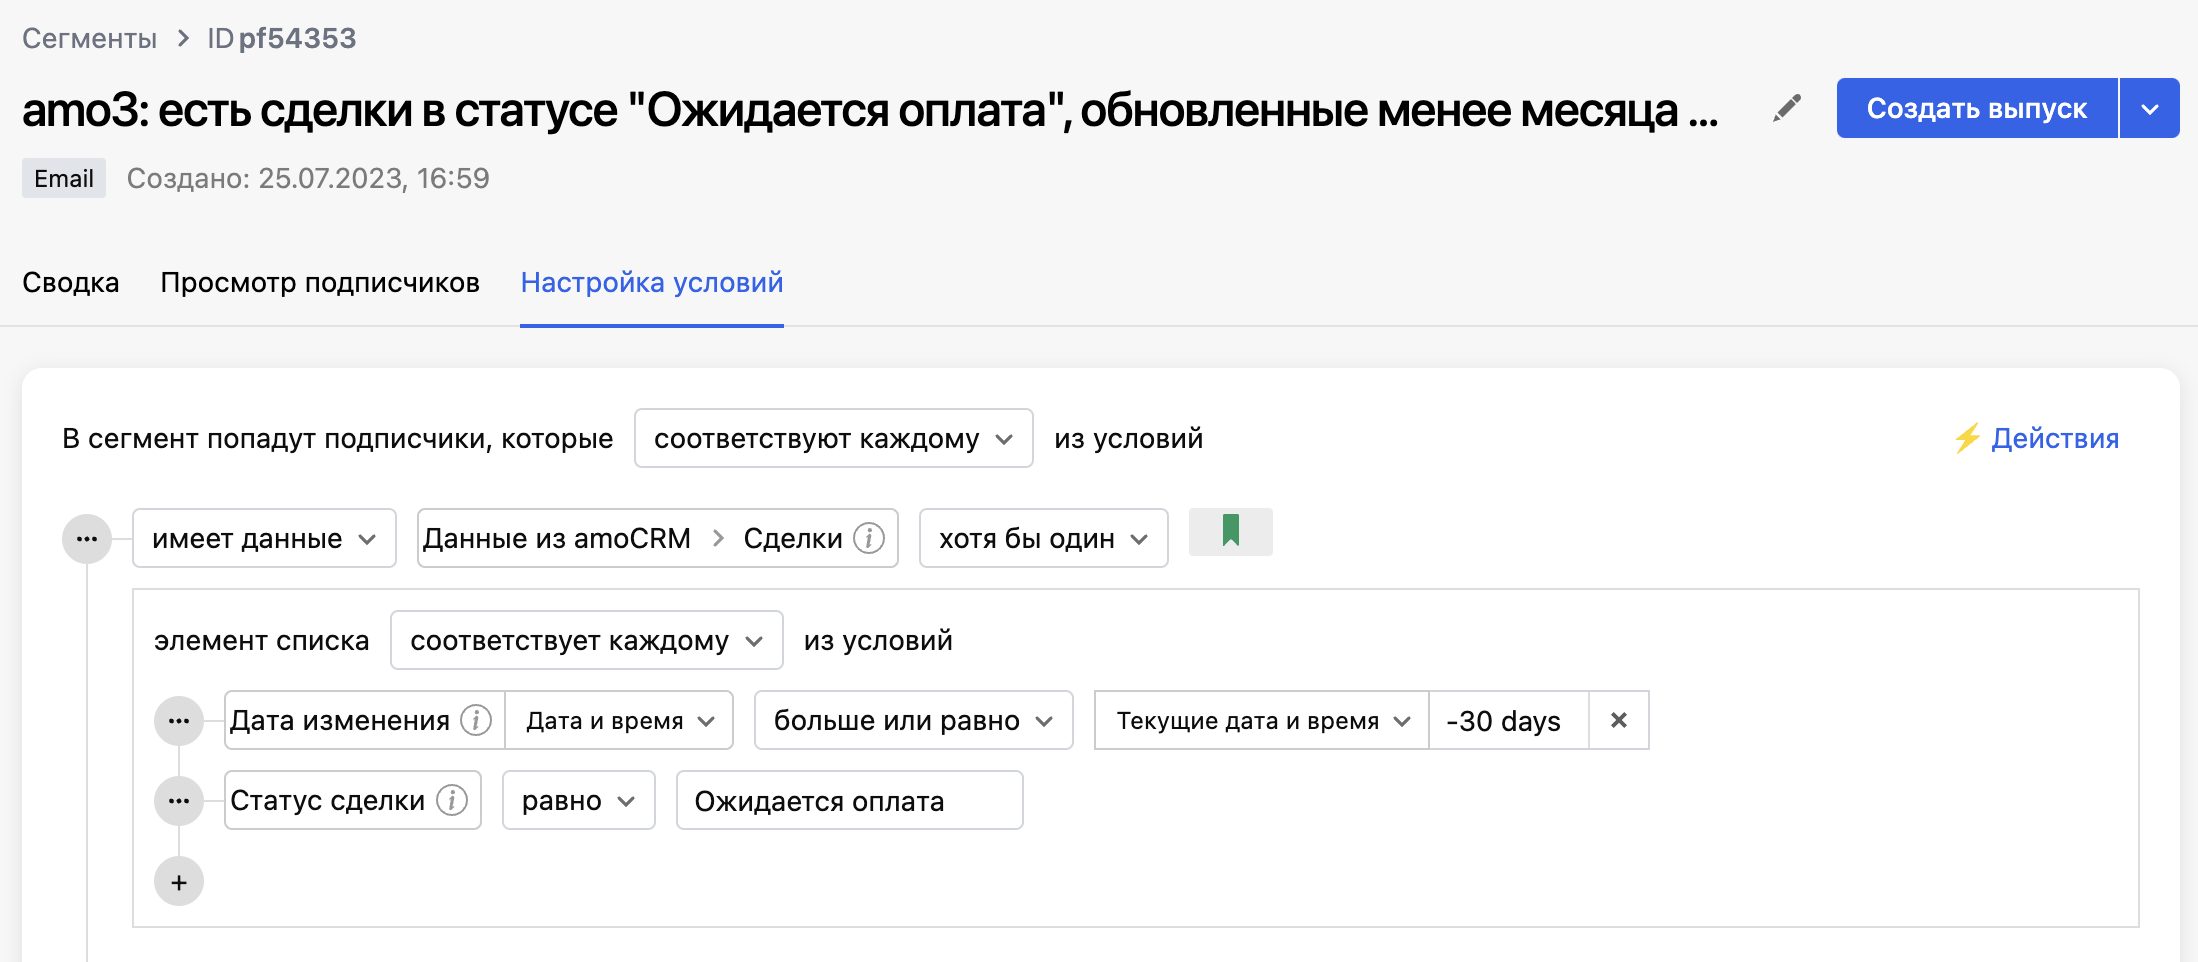 Сегменты > ID pf54353
amo3: есть сделки в статусе "Ожидается оплата", обновленные менее месяца ...
Создать выпуск
Email Создано: 25.07.2023, 16:59
Сводка Просмотр подписчиков Настройка условий
В сегмент попадут подписчики, которые соответствуют каждому из условий
⚡ Действия
имеет данные Данные из amoCRM > Сделки i хотя бы один
элемент списка соответствует каждому из условий
Дата изменения i Дата и время больше или равно Текущие дата и время -30 days ×
Статус сделки i равно Ожидается оплата
+